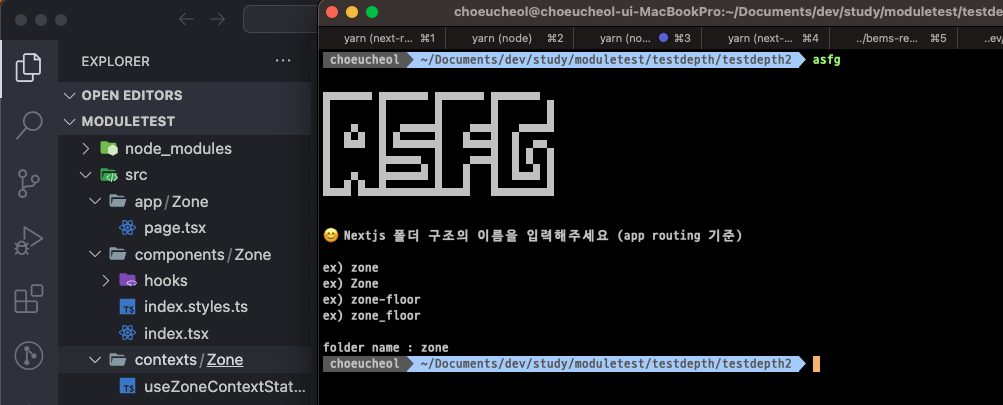 EXPLORER
OPEN EDITORS
MODULETEST
node_modules
src
app/Zone
page.tsx
components/Zone
hooks
index.styles.ts
index.tsx
contexts/Zone
useZoneContextStat...
choeucheol@choeucheol-ui-MacBookPro:~/Documents/dev/study/moduletest/testde
yarn (next-r... ⌘1
yarn (node) ⌘2
yarn (no... ⌘3
yarn (next-... ⌘4
../bems-re... ⌘5
..ev
choeucheol ~/Documents/dev/study/moduletest/testdepth/testdepth2 asfg
ASFG
😊 Nextjs 폴더 구조의 이름을 입력해주세요 (app routing 기준)
ex) zone
ex) Zone
ex) zone-floor
ex) zone_floor
folder name : zone
choeucheol ~/Documents/dev/study/moduletest/testdepth/testdepth2